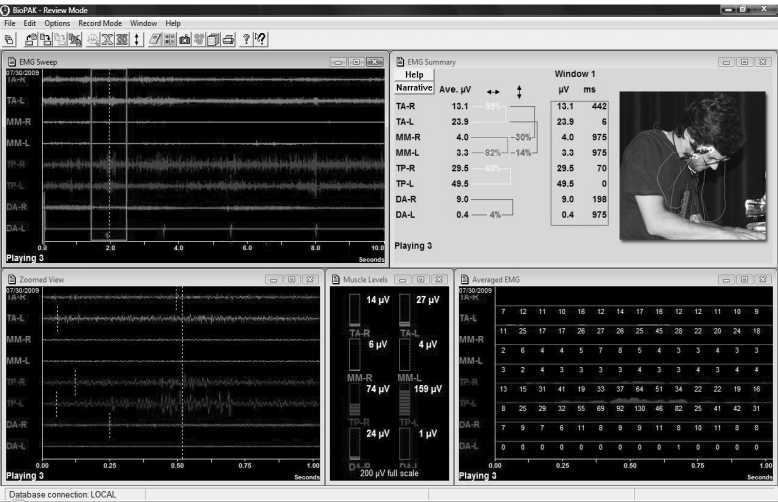 BioPAK - Review Mode
File Edit Options Record Mode Window Help
EMG Sweep
07/30/2009
TA-R
TA-L
MM-R
MM-L
TP-R
TP-L
DA-R
DA-L
0.0 2.0 4.0 6.0 8.0 10.0
Playing 3 Seconds
EMG Summary
Help Window 1
Narrative Ave. µV ↔ ↕ µV ms
TA-R 13.1 55% 13.1 442
TA-L 23.9 23.9 6
MM-R 4.0 -30% 4.0 975
MM-L 3.3 82% -14% 3.3 975
TP-R 29.5 60% 29.5 70
TP-L 49.5 49.5 0
DA-R 9.0 9.0 198
DA-L 0.4 4% 0.4 975
Playing 3
Zoomed View
07/30/2009
TA-R
TA-L
MM-R
MM-L
TP-R
TP-L
DA-R
DA-L
0.00 0.50 1.00
Playing 3 Seconds
Muscle Levels
14 µV 27 µV
TA-R TA-L
6 µV 4 µV
MM-R MM-L
74 µV 159 µV
TP-R TP-L
24 µV 1 µV
DA-R DA-L
200 µV full scale
Averaged EMG
07/30/2009
TA-R 7 12 11 10 16 12 14 17 16 12 12 11 10 9
TA-L 11 25 17 17 26 27 26 25 45 28 22 20 24 18
MM-R 2 6 4 4 5 7 8 5 4 3 3 4 3 3
MM-L 3 2 4 4 3 4 4 4 3 4 3 3 4 4
TP-R 13 15 31 41 19 33 37 64 51 34 22 22 19 16
TP-L 8 25 29 32 55 69 92 130 46 82 25 41 42 31
DA-R 7 9 7 6 11 8 9 9 11 8 10 11 8 8
DA-L 0 0 0 0 0 0 0 0 0 1 0 0 0 0
0.00 0.25 0.50 0.75 1.00
Playing 3 Seconds
Database connection: LOCAL